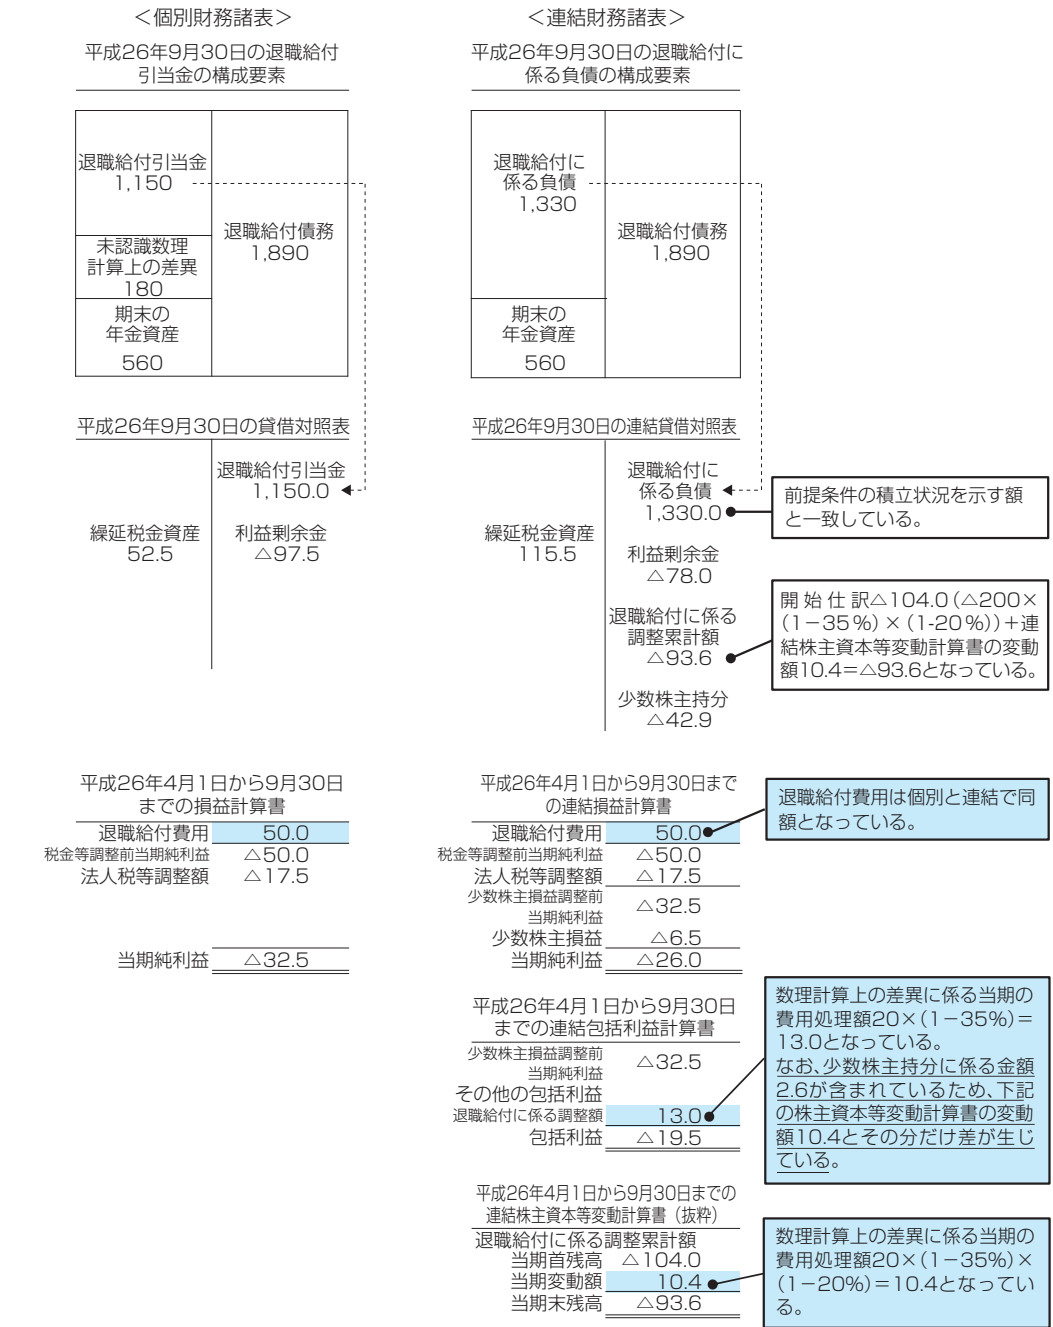 ＜個別財務諸表＞
平成26年9月30日の退職給付
引当金の構成要素
退職給付引当金
1,150
退職給付債務
1,890
未認識数理
計算上の差異
180
期末の
年金資産
560
平成26年9月30日の貸借対照表
退職給付引当金
1,150.0
繰延税金資産
52.5
利益剰余金
△97.5
＜連結財務諸表＞
平成26年9月30日の退職給付に
係る負債の構成要素
退職給付に
係る負債
1,330
退職給付債務
1,890
期末の
年金資産
560
平成26年9月30日の連結貸借対照表
退職給付に
係る負債
1,330.0
繰延税金資産
115.5
利益剰余金
△78.0
退職給付に係る
調整累計額
△93.6
少数株主持分
△42.9
前提条件の積立状況を示す額
と一致している。
開始仕訳△104.0（△200×
（1－35％）×（1-20％））＋連
結株主資本等変動計算書の変動
額10.4＝△93.6となっている。
平成26年4月1日から9月30日
までの損益計算書
退職給付費用 50.0
税金等調整前当期純利益 △50.0
法人税等調整額 △17.5
当期純利益 △32.5
平成26年4月1日から9月30日まで
の連結損益計算書
退職給付費用 50.0
税金等調整前当期純利益 △50.0
法人税等調整額 △17.5
少数株主損益調整前
当期純利益 △32.5
少数株主損益 △6.5
当期純利益 △26.0
退職給付費用は個別と連結で同
額となっている。
平成26年4月1日から9月30日
までの連結包括利益計算書
少数株主損益調整前
当期純利益 △32.5
その他の包括利益
退職給付に係る調整額 13.0
包括利益 △19.5
数理計算上の差異に係る当期の
費用処理額20×（1－35％）＝
13.0となっている。
なお、少数株主持分に係る金額
2.6が含まれているため、下記
の株主資本等変動計算書の変動
額10.4とその分だけ差が生じ
ている。
平成26年4月1日から9月30日までの
連結株主資本等変動計算書（抜粋）
退職給付に係る調整累計額
当期首残高 △104.0
当期変動額 10.4
当期末残高 △93.6
数理計算上の差異に係る当期の
費用処理額20×（1－35％）×
（1－20％）＝10.4となってい
る。